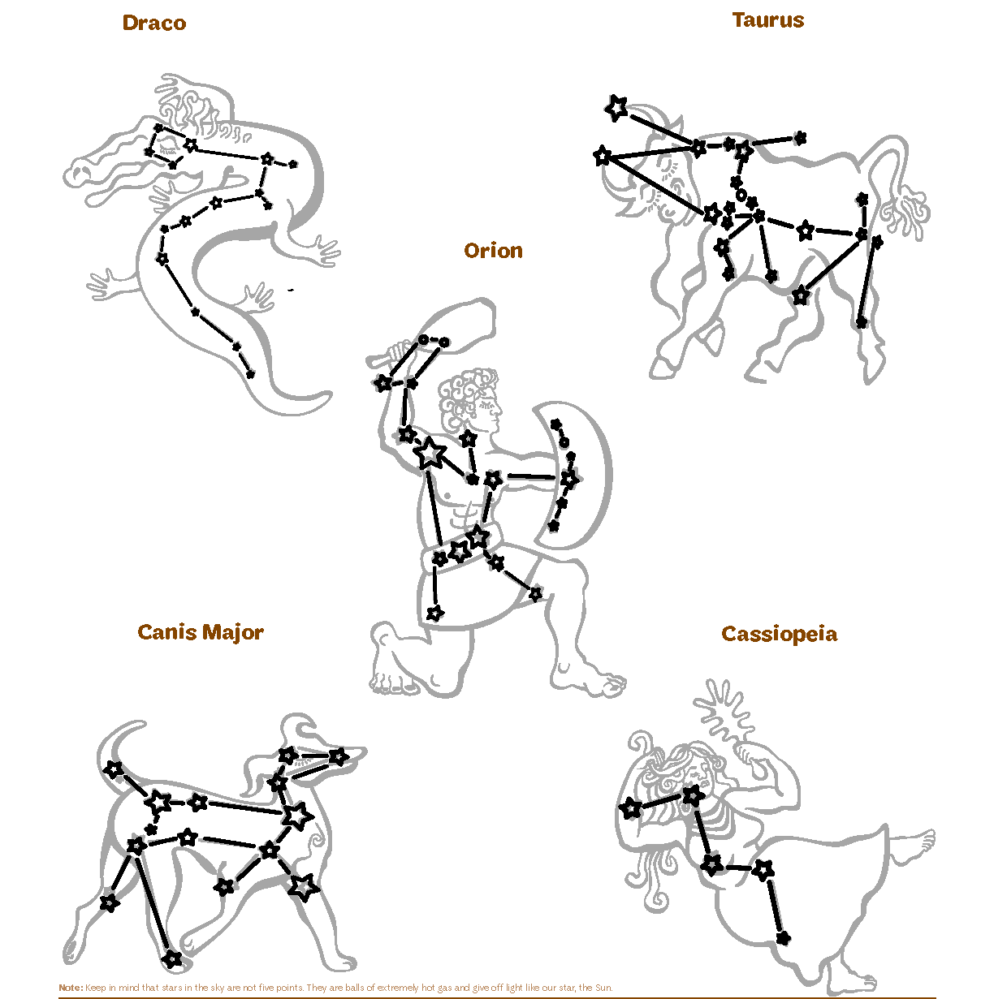 Draco
Taurus
Orion
Canis Major
Cassiopeia
Note: Keep in mind that stars in the sky are not five points. They are balls of extremely hot gas and give off light like our star, the Sun.